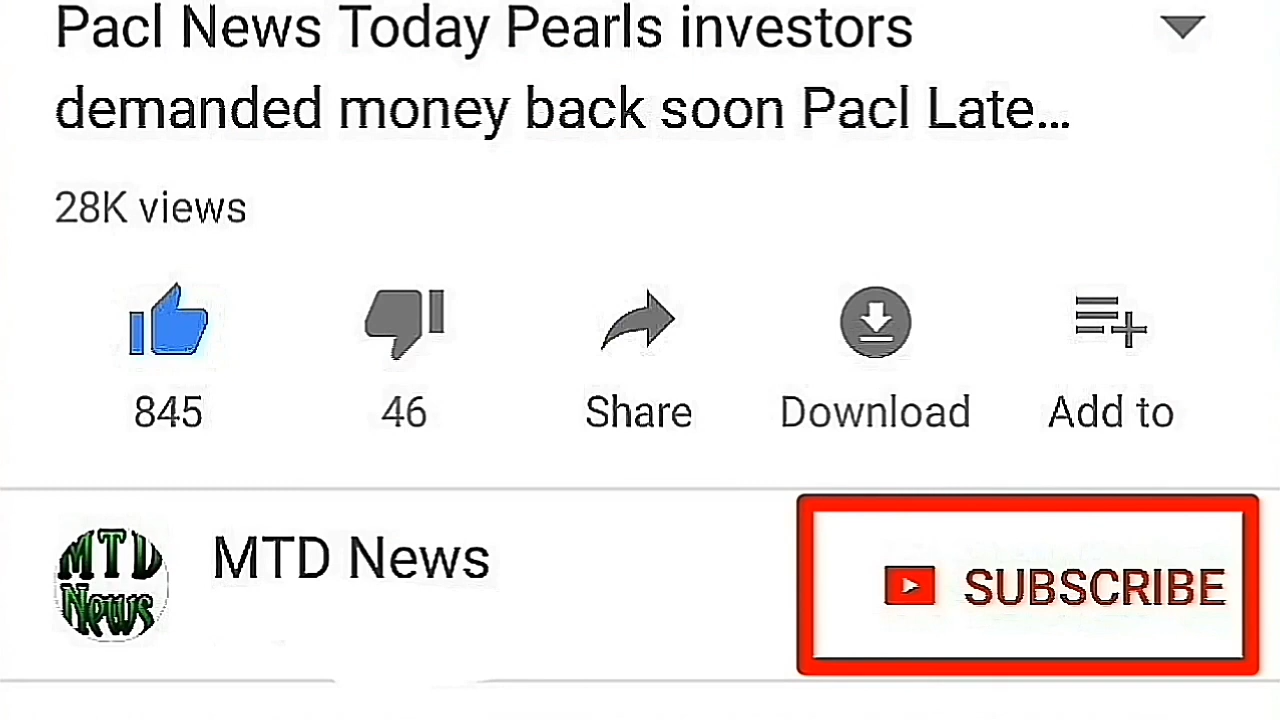 Pacl News Today Pearls investors
demanded money back soon Pacl Late...
28K views
845 46 Share Download Add to
MTD News
MTD News SUBSCRIBE